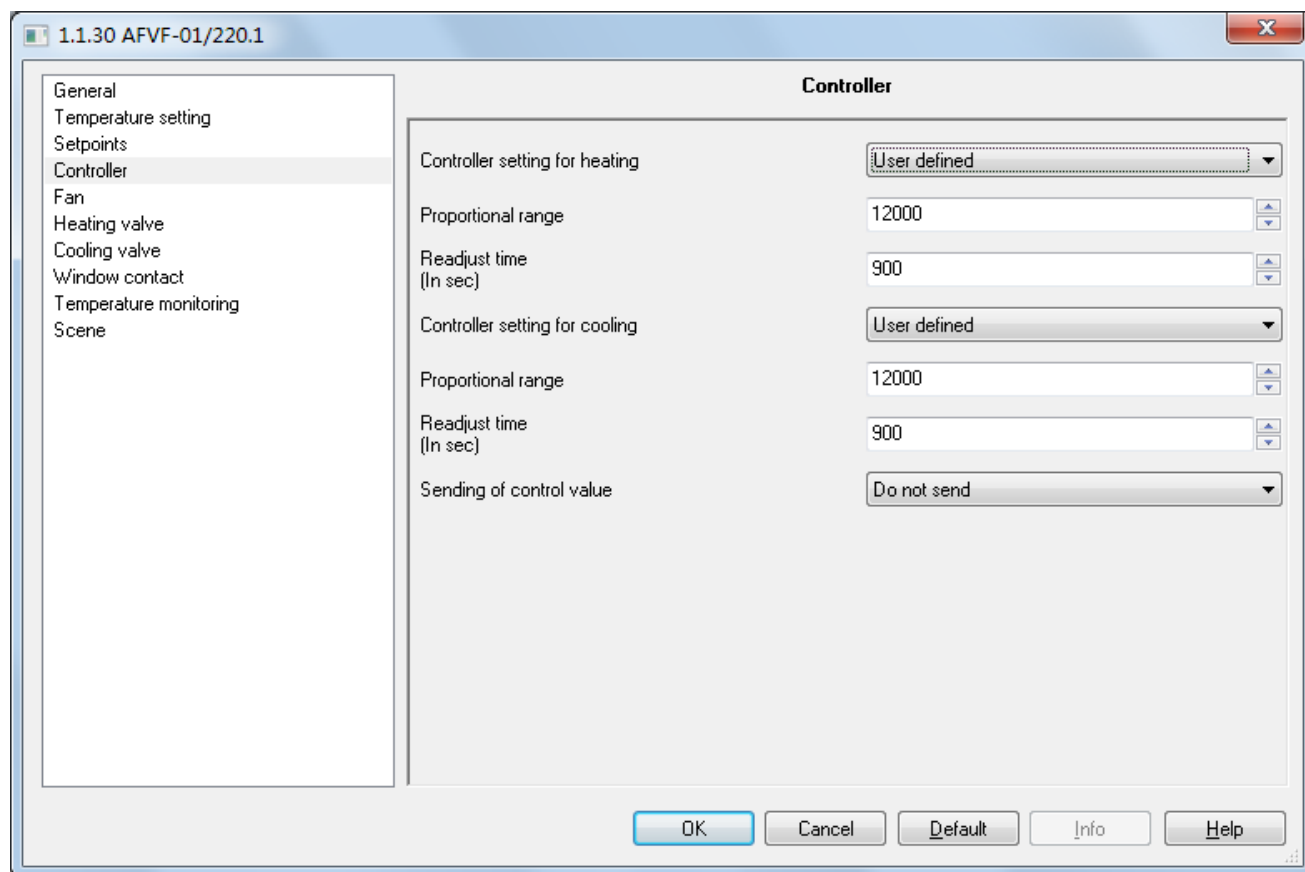 1.1.30 AFVF-01/220.1
General
Temperature setting
Setpoints
Controller
Fan
Heating valve
Cooling valve
Window contact
Temperature monitoring
Scene
Controller
Controller setting for heating
User defined
Proportional range
12000
Readjust time
(In sec)
900
Controller setting for cooling
User defined
Proportional range
12000
Readjust time
(In sec)
900
Sending of control value
Do not send
OK
Cancel
Default
Info
Help